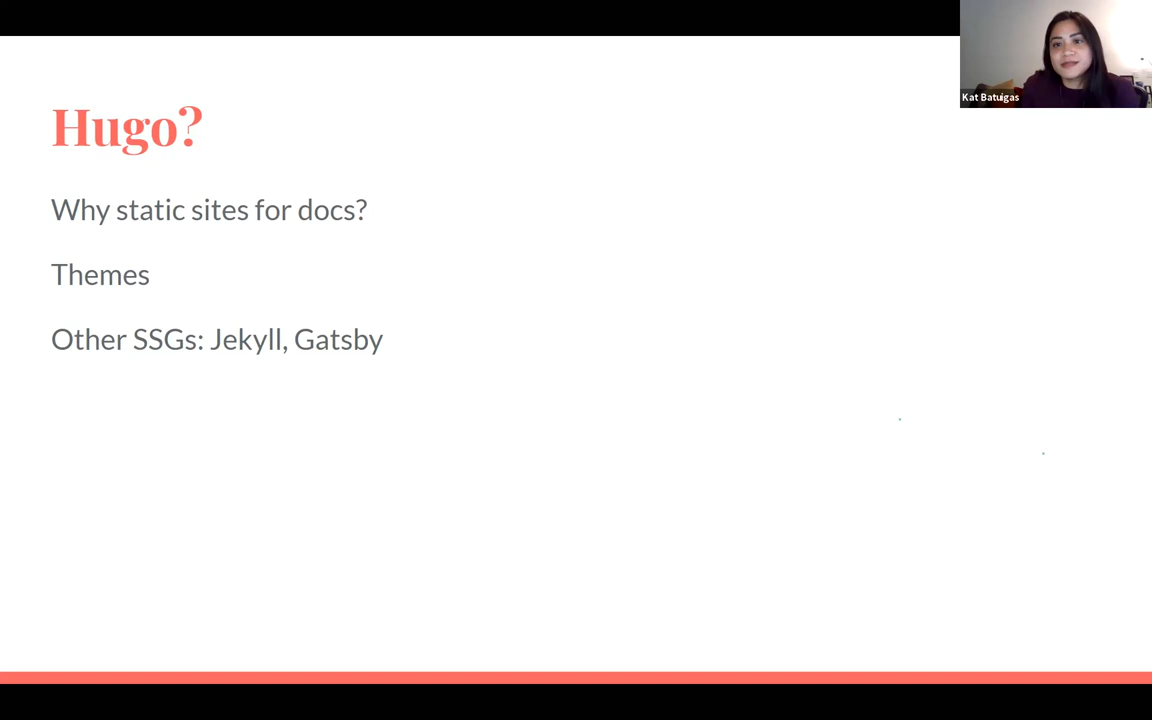 Hugo?
Why static sites for docs?
Themes
Other SSGs: Jekyll, Gatsby
Kat Batuigas